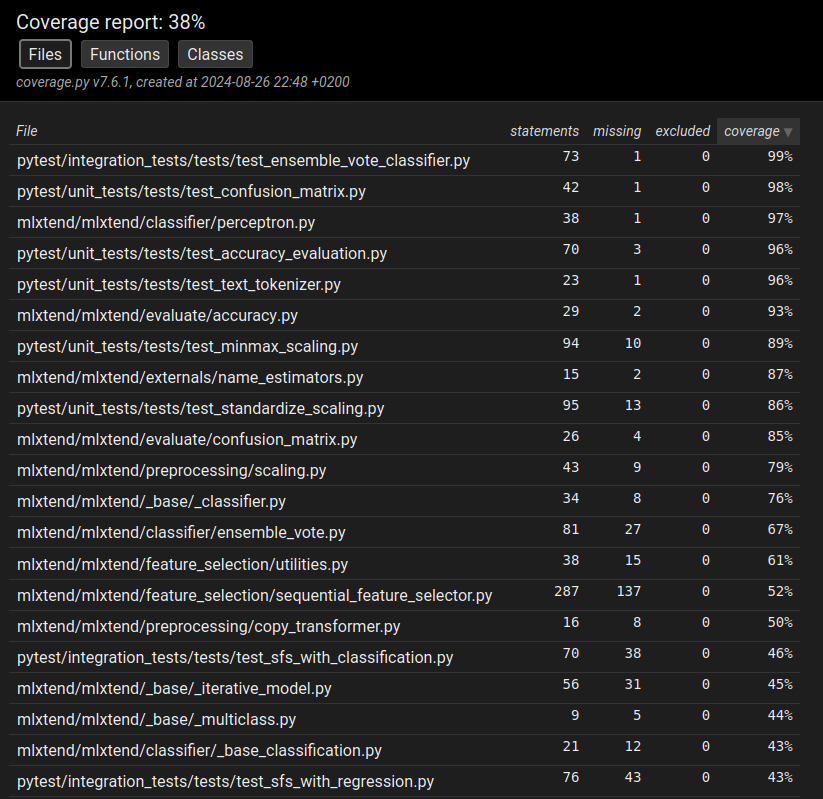 Coverage report: 38%
Files Functions Classes
coverage.py v7.6.1, created at 2024-08-26 22:48 +0200
File statements missing excluded coverage ▼
pytest/integration_tests/tests/test_ensemble_vote_classifier.py 73 1 0 99%
pytest/unit_tests/tests/test_confusion_matrix.py 42 1 0 98%
mlxtend/mlxtend/classifier/perceptron.py 38 1 0 97%
pytest/unit_tests/tests/test_accuracy_evaluation.py 70 3 0 96%
pytest/unit_tests/tests/test_text_tokenizer.py 23 1 0 96%
mlxtend/mlxtend/evaluate/accuracy.py 29 2 0 93%
pytest/unit_tests/tests/test_minmax_scaling.py 94 10 0 89%
mlxtend/mlxtend/externals/name_estimators.py 15 2 0 87%
pytest/unit_tests/tests/test_standardize_scaling.py 95 13 0 86%
mlxtend/mlxtend/evaluate/confusion_matrix.py 26 4 0 85%
mlxtend/mlxtend/preprocessing/scaling.py 43 9 0 79%
mlxtend/mlxtend/_base/_classifier.py 34 8 0 76%
mlxtend/mlxtend/classifier/ensemble_vote.py 81 27 0 67%
mlxtend/mlxtend/feature_selection/utilities.py 38 15 0 61%
mlxtend/mlxtend/feature_selection/sequential_feature_selector.py 287 137 0 52%
mlxtend/mlxtend/preprocessing/copy_transformer.py 16 8 0 50%
pytest/integration_tests/tests/test_sfs_with_classification.py 70 38 0 46%
mlxtend/mlxtend/_base/_iterative_model.py 56 31 0 45%
mlxtend/mlxtend/_base/_multiclass.py 9 5 0 44%
mlxtend/mlxtend/classifier/_base_classification.py 21 12 0 43%
pytest/integration_tests/tests/test_sfs_with_regression.py 76 43 0 43%